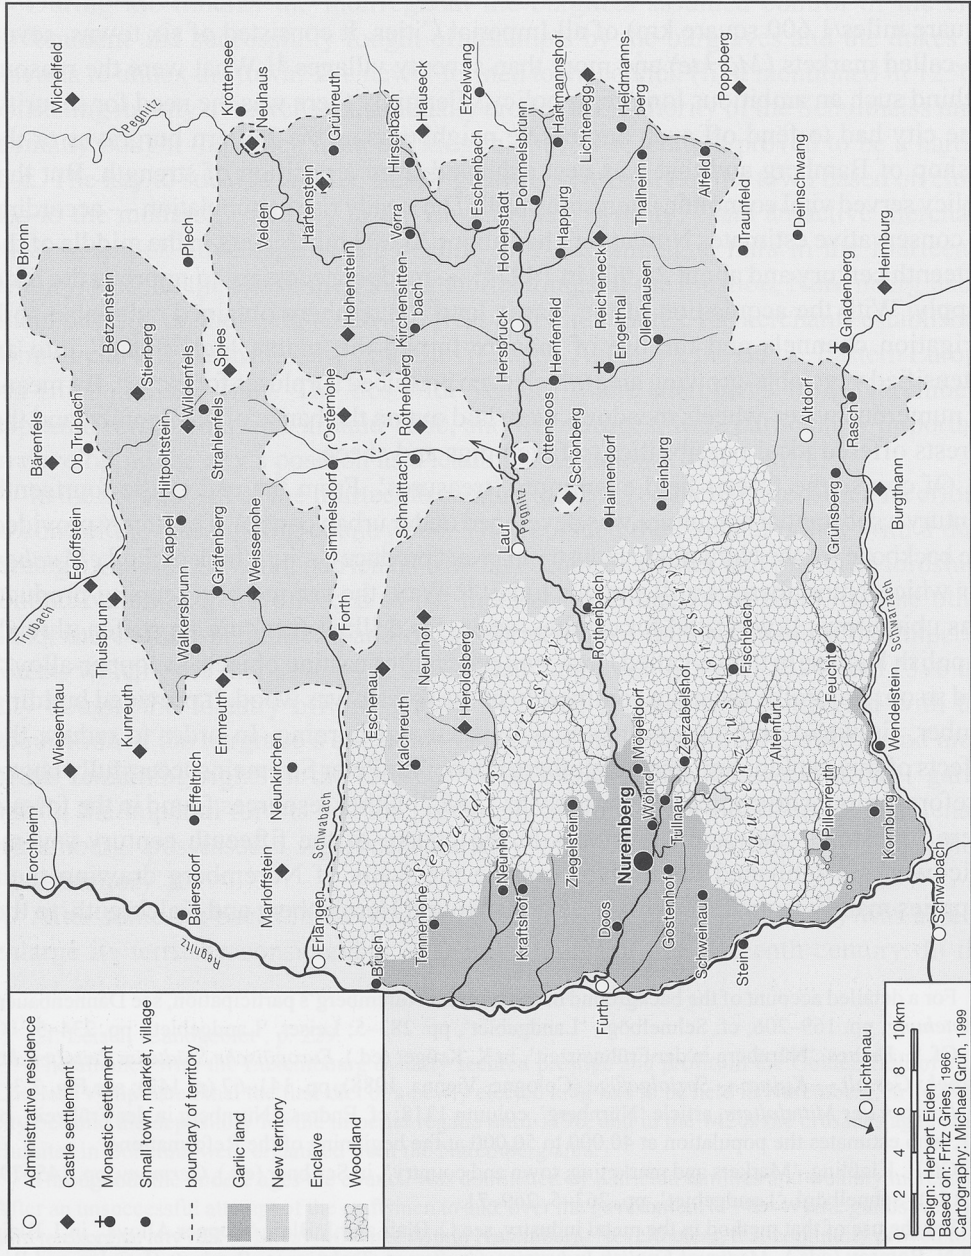 Administrative residence
Castle settlement
Monastic settlement
Small town, market, village
boundary of territory
Garlic land
New territory
Enclave
Woodland
0 2 4 6 8 10km
Design: Herbert Eiden
Based on: Fritz Gries, 1966
Cartography: Michael Grün, 1999
Lichtenau
Forchheim
Wiesenthau
Trubach
Thuisbrunn
Egloffstein
Bärenfels
Ob Trubach
Bronn
Pegnitz
Michelfeld
Kunreuth
Betzenstein
Stierberg
Plech
Krottensee
Neuhaus
Baiersdorf
Effeltrich
Ermreuth
Walkersbrunn
Kappel
Hiltpoltstein
Wildenfels
Strahlenfels
Spies
Velden
Regnitz
Marloffstein
Neunkirchen
Gräfenberg
Weissenohe
Hartenstein
Grünreuth
Erlangen
Schwabach
Forth
Simmelsdorf
Osternohe
Hohenstein
Vorra
Hirschbach
Hauseck
Bruck
Eschenau
Kalchreuth
Neunhof
Schnaittach
Rothenberg
Kirchensitten-
bach
Eschenbach
Etzelwang
Tennenlohe
Sebaldus forestry
Heroldsberg
Neunhof
Kraftshof
Lauf
Pegnitz
Ottensoos
Hersbruck
Hohenstadt
Pommelsbrunn
Hartmannshof
Ziegelstein
Schönberg
Henfenfeld
Happurg
Lichtenegg
Doos
Fürth
Nuremberg
Wöhrd
Mögeldorf
Röthenbach
Haimendorf
Engelthal
Reicheneck
Heldmanns-
berg
Gostenhof
Tullnau
Zerzabelshof
Leinburg
Ollenhausen
Thalheim
Schweinau
Laurenzius forestry
Fischbach
Alfeld
Poppberg
Stein
Altenfurt
Traunfeld
Deinschwang
Pillenreuth
Feucht
Grünsberg
Altdorf
Gnadenberg
Kornburg
Wendelstein
Schwarzach
Burgthann
Rasch
Heimburg
Schwabach